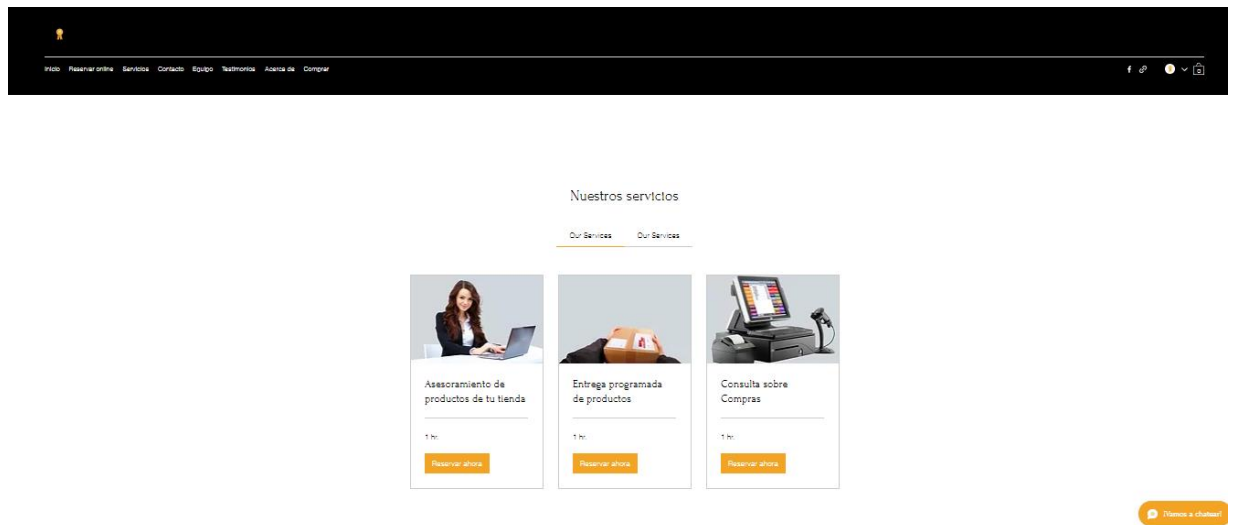 Inicio Reservar online Servicios Contacto Equipo Testimonios Acerca de Comprar
0
Nuestros servicios
Our Services Our Services
Asesoramiento de
productos de tu tienda
1 hr.
Reservar ahora
Entrega programada
de productos
1 hr.
Reservar ahora
Consulta sobre
Compras
1 hr.
Reservar ahora
¡Vamos a chatear!